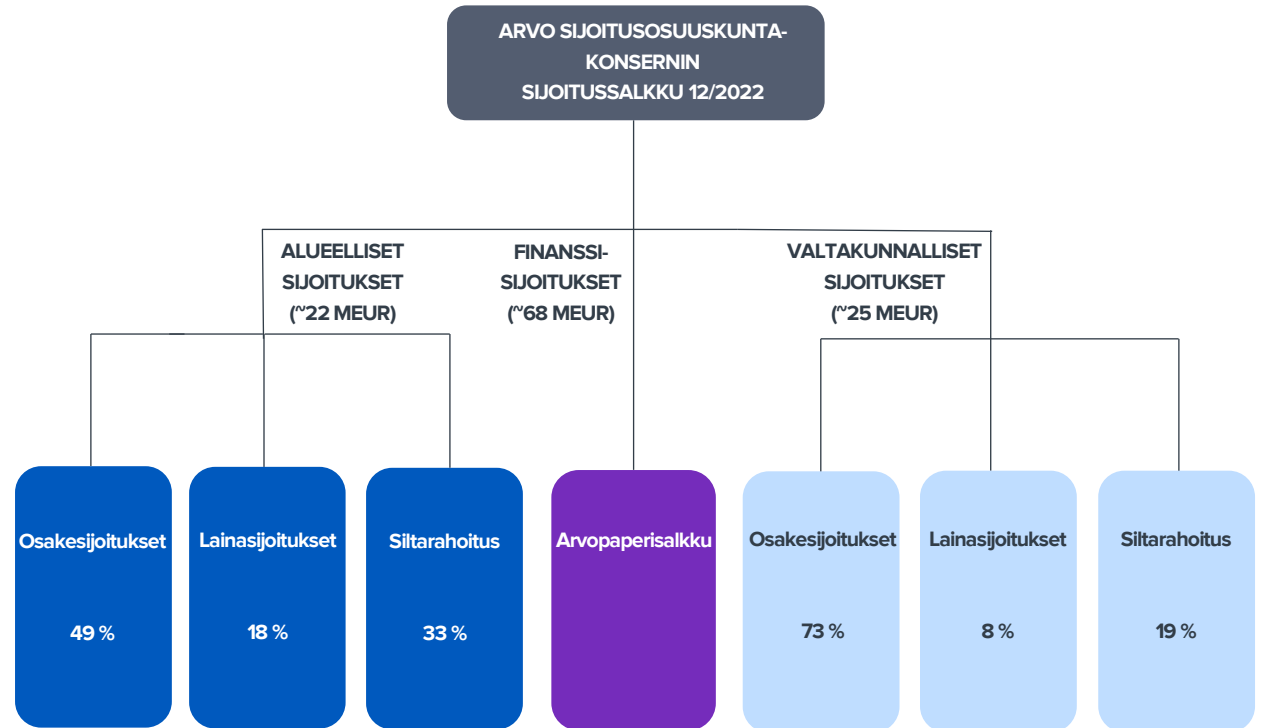 ARVO SIJOITUSOSUUSKUNTA-
KONSERNIN
SIJOITUSSALKKU 12/2022
ALUEELLISET
SIJOITUKSET
(~22 MEUR)
FINANSSI-
SIJOITUKSET
(~68 MEUR)
VALTAKUNNALLISET
SIJOITUKSET
(~25 MEUR)
Osakesijoitukset
49 %
Lainasijoitukset
18 %
Siltarahoitus
33 %
Arvopaperisalkku
Osakesijoitukset
73 %
Lainasijoitukset
8 %
Siltarahoitus
19 %